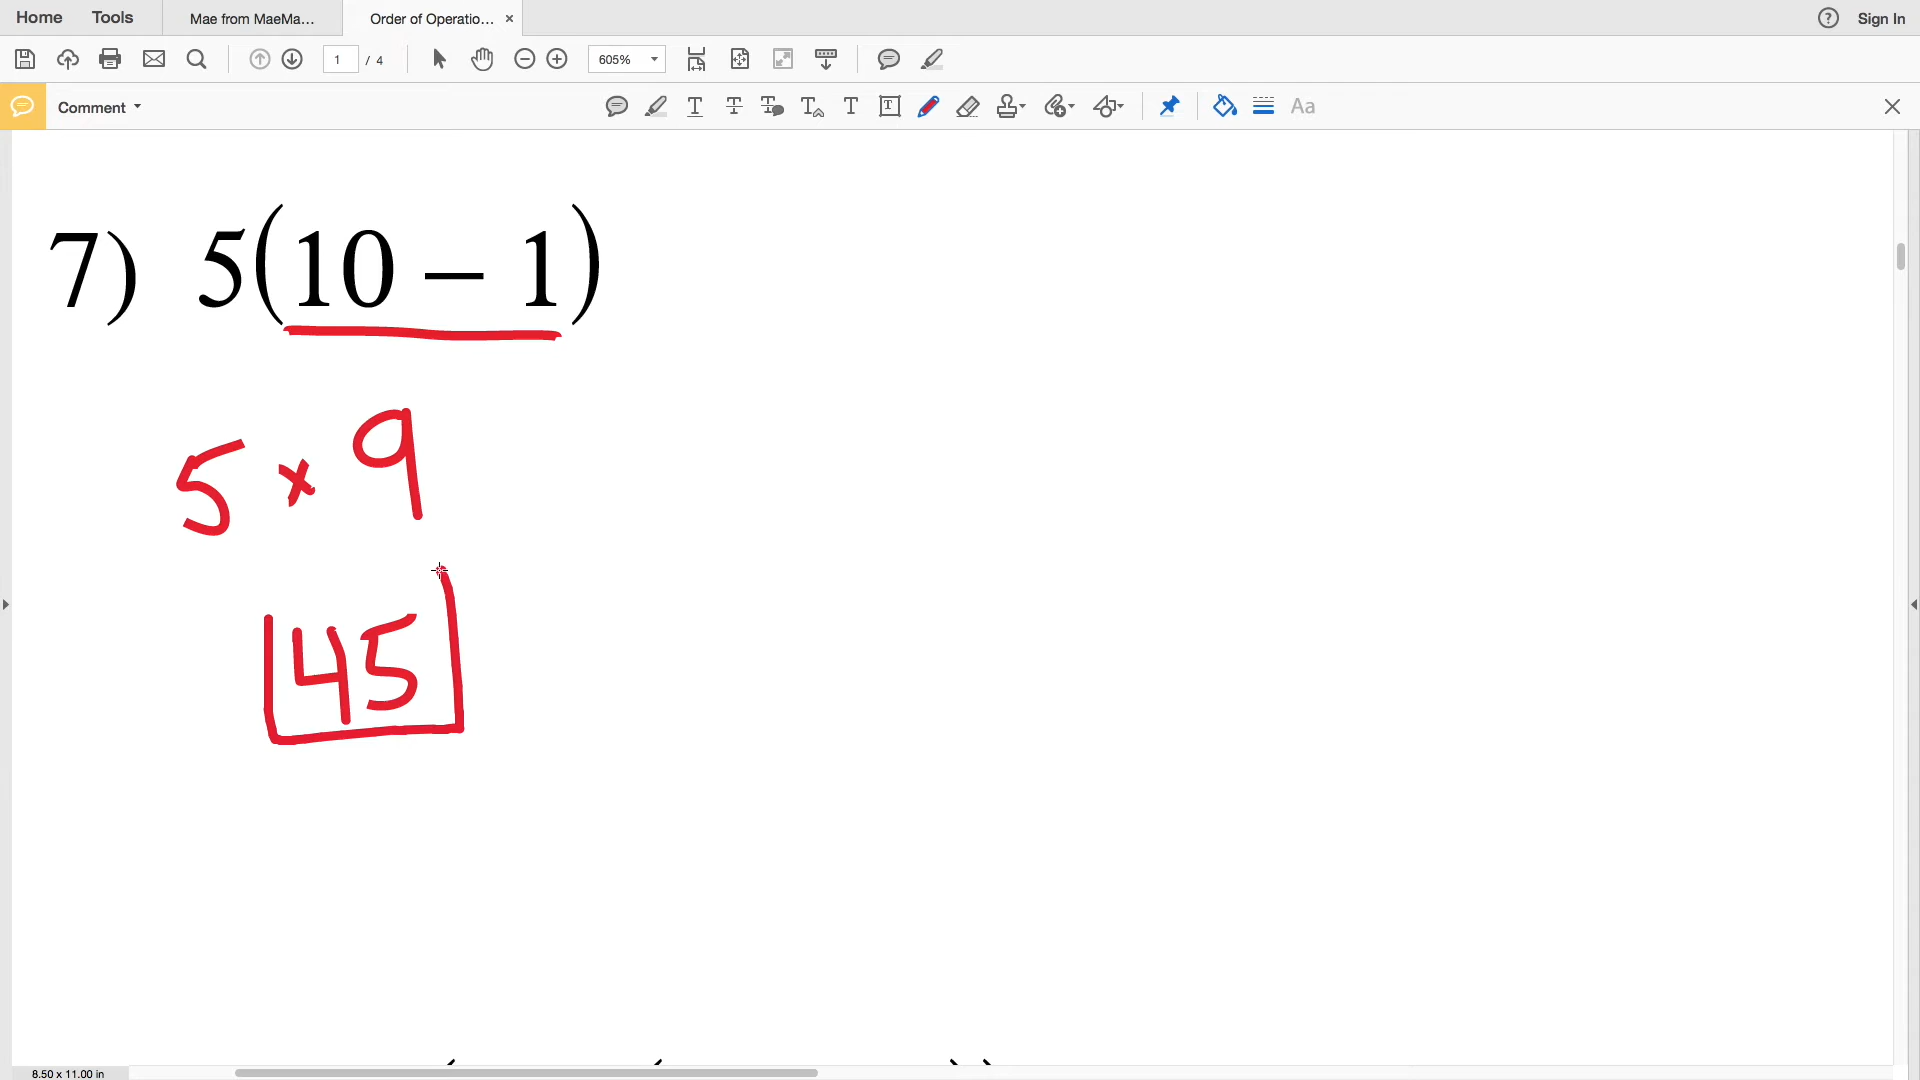 Home Tools Mae from MaeMa... Order of Operatio... × ? Sign In
1 / 4 605%
Comment Aa
7) 5(10 − 1)
5 × 9
45
8.50 x 11.00 in